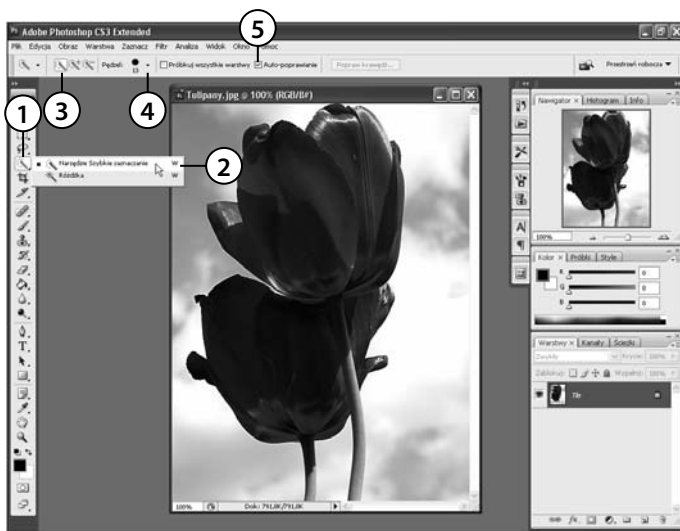 Adobe Photoshop CS3 Extended
Plik Edycja Obraz Warstwa Zaznacz Filtr Analiza Widok Okno Pomoc
5
Pędzel: 13 Próbkuj wszystkie warstwy Auto-poprawianie Popraw krawędź... Przestrzeń robocza
3
4
1
Tulipany.jpg @ 100% (RGB/8#)
Nawigator Histogram Info
Narzędzie Szybkie zaznaczanie W
2
Różdżka W
100%
Kolor Próbki Style
R 0
G 0
B 0
Warstwy Kanały Ścieżki
Zwykły Krycie: 100%
Zablokuj: Wypełnij: 100%
Tło
100% Dok: 791,0K/791,0K